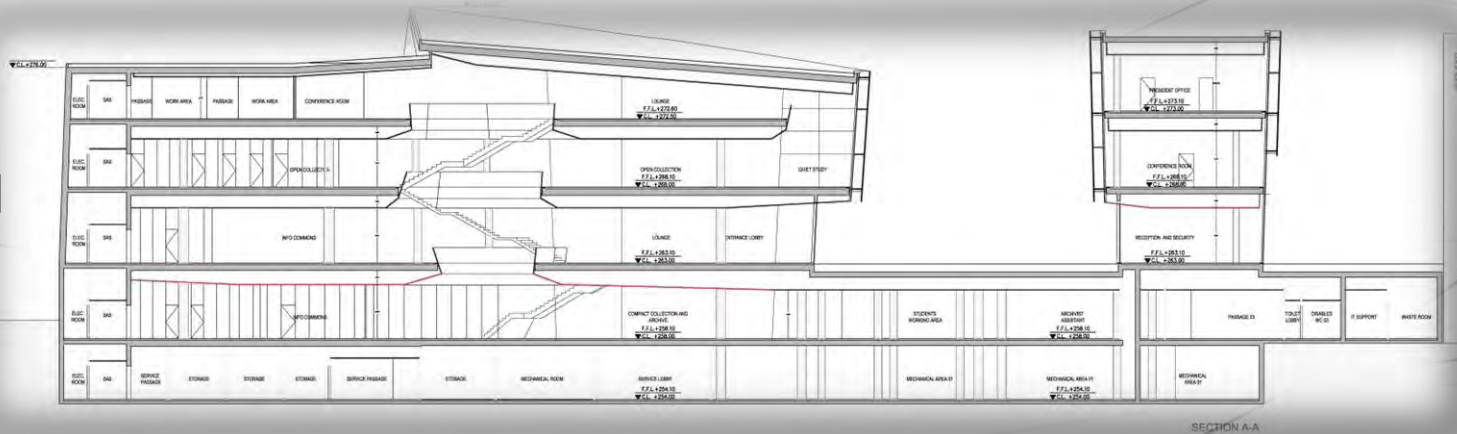 ▼C.L.+276.00
ELEC.
ROOM
SAS
PASSAGE
WORK AREA
PASSAGE
WORK AREA
CONFERENCE ROOM
LOUNGE
F.F.L.+272.60
▼C.L. +272.50
PRESIDENT OFFICE
F.F.L.+273.10
▼C.L. +273.00
ELEC.
ROOM
SAS
OPEN COLLECTI
OPEN COLLECTION
F.F.L.+268.10
▼C.L. +268.00
QUIET STUDY
CONFERENCE ROOM
F.F.L.+268.10
▼C.L. +268.00
ELEC.
ROOM
SAS
INFO COMMONS
LOUNGE
F.F.L.+263.10
▼C.L. +263.00
ENTRANCE LOBBY
RECEPTION AND SECURITY
F.F.L.+263.10
▼C.L. +263.00
ELEC.
ROOM
SAS
INFO COMMONS
COMPACT COLLECTION AND
ARCHIVE
F.F.L.+258.10
▼C.L. +258.00
STUDENTS
WORKING AREA
ARCHIVIST
ASSISTANT
F.F.L.+258.10
▼C.L. +258.00
PASSAGE 03
TOILET
LOBBY
DISABLED
WC 03
IT SUPPORT
WASTE ROOM
ELEC.
ROOM
SAS
SERVICE
PASSAGE
STORAGE
STORAGE
STORAGE
SERVICE PASSAGE
STORAGE
MECHANICAL ROOM
SERVICE LOBBY
F.F.L.+254.10
▼C.L. +254.00
MECHANICAL AREA 01
MECHANICAL AREA 01
F.F.L.+254.10
▼C.L. +254.00
MECHANICAL
AREA 01
SECTION A-A